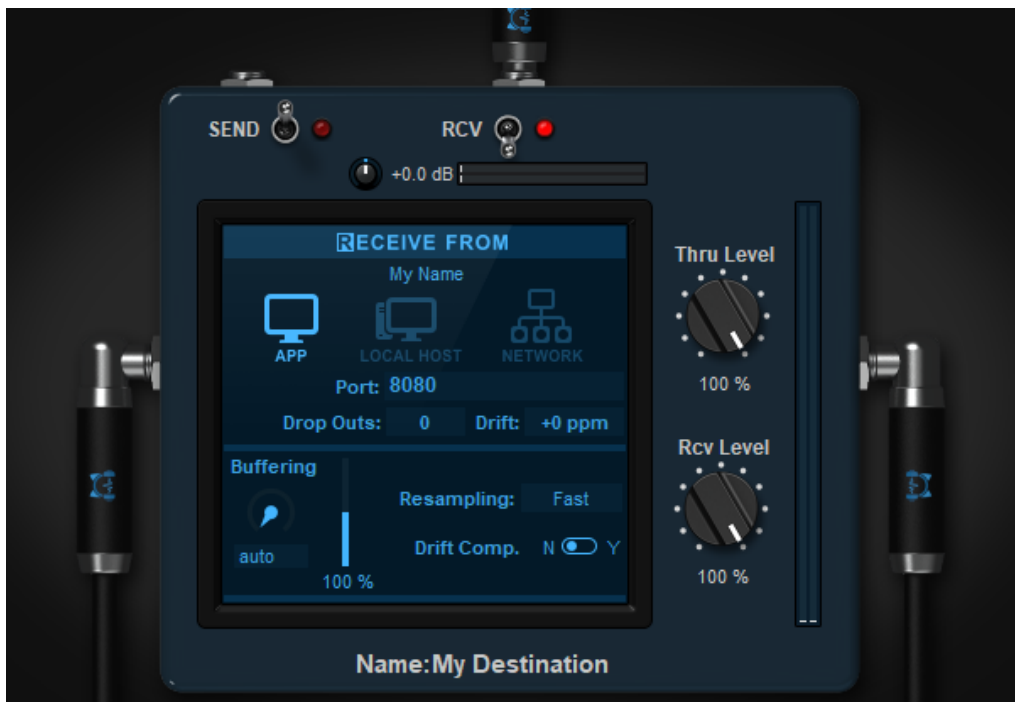 SEND RCV
+0.0 dB
RECEIVE FROM
My Name
APP LOCAL HOST NETWORK
Port: 8080
Drop Outs: 0 Drift: +0 ppm
Buffering
Resampling: Fast
auto
Drift Comp. N Y
100 %
Thru Level
100 %
Rcv Level
100 %
Name:My Destination